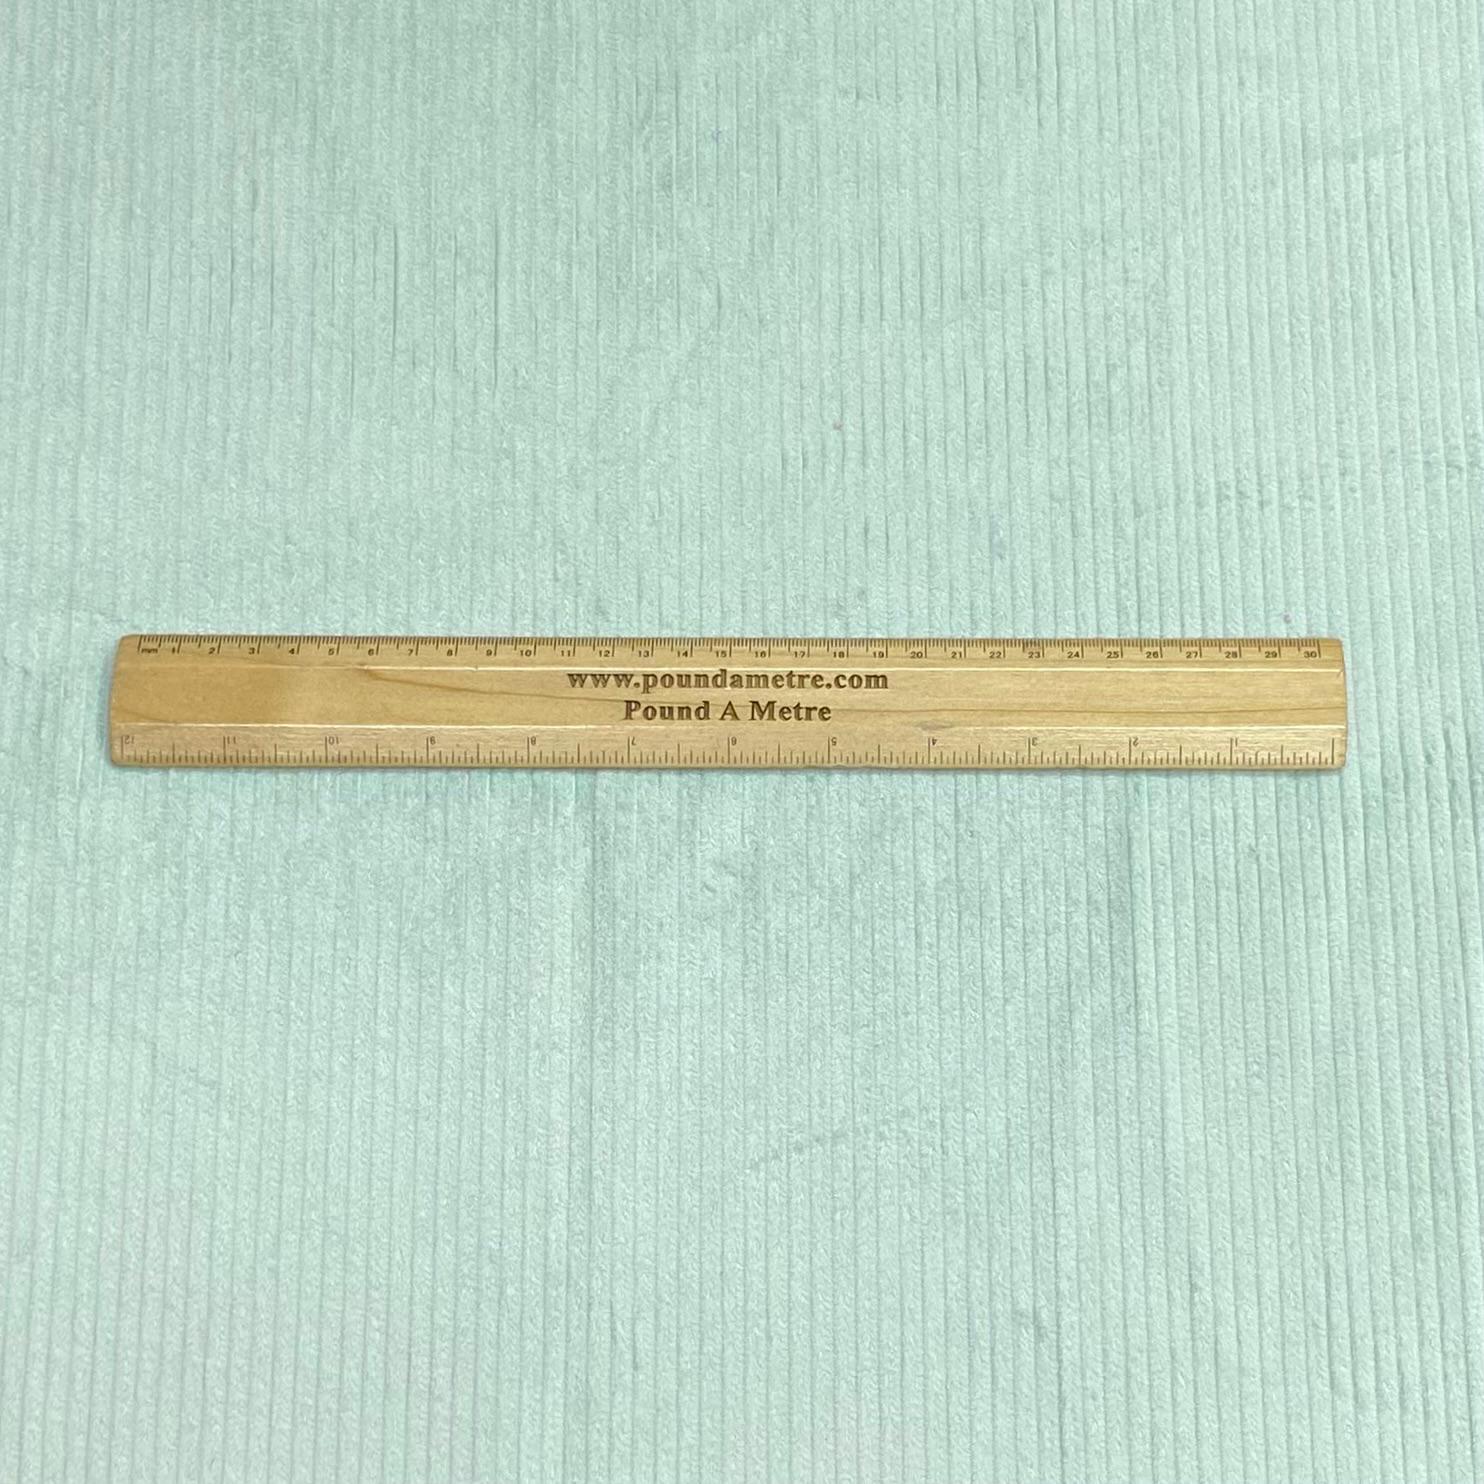 mm 1 2 3 4 5 6 7 8 9 10 11 12 13 14 15 16 17 18 19 20 21 22 23 24 25 26 27 28 29 30
www.poundametre.com
Pound A Metre
12 11 10 9 8 7 6 5 4 3 2 1